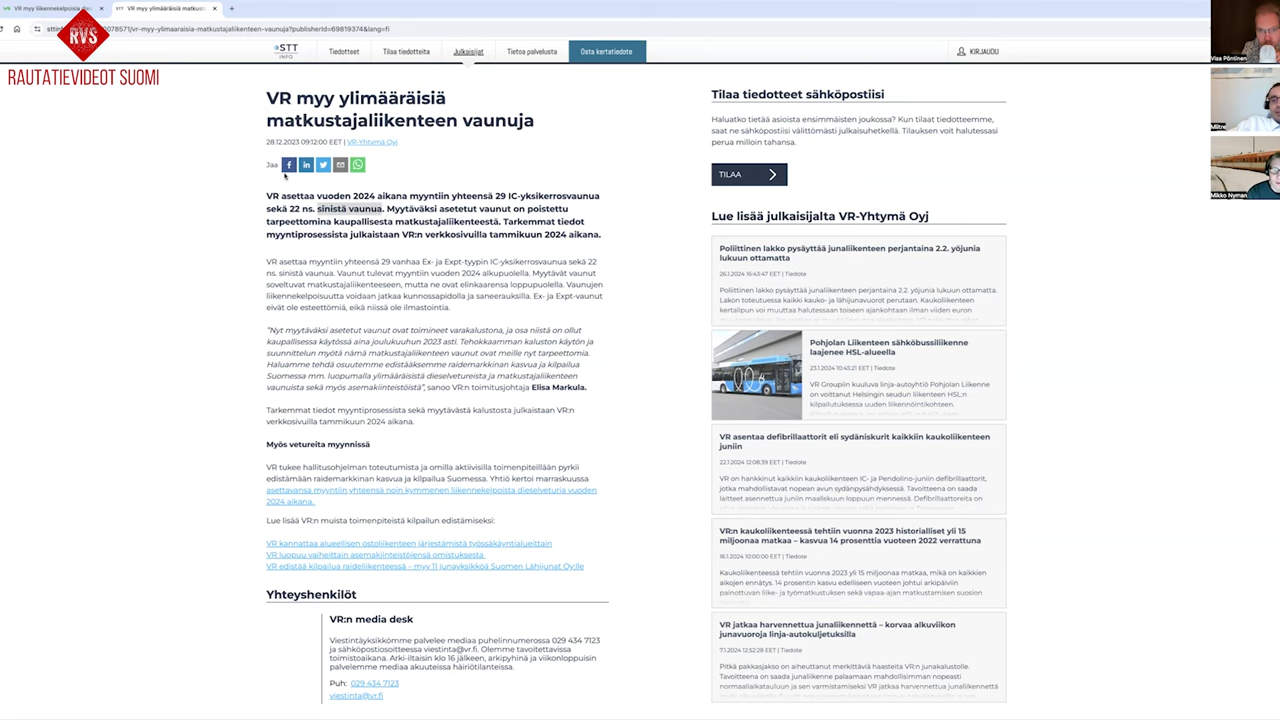 VR myy liikennekelpoisia
VR myy ylimääräisiä matkust
078571/vr-myy-ylimaaraisia-matkustajaliikenteen-vaunuja?publisherId=69819374&lang=fi
RVS
RAUTATIEVIDEOT SUOMI
STT
INFO
Tiedotteet
Tilaa tiedotteita
Julkaisijat
Tietoa palvelusta
Osta kertatiedote
KIRJAUDU
VR myy ylimääräisiä
matkustajaliikenteen vaunuja
28.12.2023 09:12:00 EET | VR-Yhtymä Oyj
Jaa
VR asettaa vuoden 2024 aikana myyntiin yhteensä 29 IC-yksikerrosvaunua
sekä 22 ns. sinistä vaunua. Myytäväksi asetetut vaunut on poistettu
tarpeettomina kaupallisesta matkustajaliikenteestä. Tarkemmat tiedot
myyntiprosessista julkaistaan VR:n verkkosivuilla tammikuun 2024 aikana.
VR asettaa myyntiin yhteensä 29 vanhaa Ex- ja Expt-tyypin IC-yksikerrosvaunua sekä 22
ns. sinistä vaunua. Vaunut tulevat myyntiin vuoden 2024 alkupuolella. Myytävät vaunut
soveltuvat matkustajaliikenteeseen, mutta ne ovat elinkaarensa loppupuolella. Vaunujen
liikennekelpoisuutta voidaan jatkaa kunnossapidolla ja saneerauksilla. Ex- ja Expt-vaunut
eivät ole esteettömiä, eikä niissä ole ilmastointia.
"Nyt myytäväksi asetetut vaunut ovat toimineet varakalustona, ja osa niistä on ollut
kaupallisessa käytössä aina joulukuuhun 2023 asti. Tehokkaamman kaluston käytön ja
suunnittelun myötä nämä matkustajaliikenteen vaunut ovat meille nyt tarpeettomia.
Haluamme tehdä osuutemme edistääksemme raidemarkkinan kasvua ja kilpailua
Suomessa mm. luopumalla ylimääräisistä dieselvetureista ja matkustajaliikenteen
vaunuista sekä myös asemakiinteistöistä", sanoo VR:n toimitusjohtaja Elisa Markula.
Tarkemmat tiedot myyntiprosessista sekä myytävästä kalustosta julkaistaan VR:n
verkkosivuilla tammikuun 2024 aikana.
Myös vetureita myynnissä
VR tukee hallitusohjelman toteutumista ja omilla aktiivisilla toimenpiteillään pyrkii
edistämään raidemarkkinan kasvua ja kilpailua Suomessa. Yhtiö kertoi marraskuussa
asettavansa myyntiin yhteensä noin kymmenen liikennekelpoista dieselveturia vuoden
2024 aikana.
Lue lisää VR:n muista toimenpiteistä kilpailun edistämiseksi:
VR kannattaa alueellisen ostoliikenteen järjestämistä työssäkäyntialueittain
VR luopuu vaiheittain asemakiinteistöjensä omistuksesta
VR edistää kilpailua raideliikenteessä – myy 11 junayksikköä Suomen Lähijunat Oy:lle
Yhteyshenkilöt
VR:n media desk
Viestintäyksikkömme palvelee mediaa puhelinnumerossa 029 434 7123
ja sähköpostiosoitteessa viestinta@vr.fi. Olemme tavoitettavissa
toimistoaikana. Arki-iltaisin klo 16 jälkeen, arkipyhinä ja viikonloppuisin
palvelemme mediaa akuuteissa häiriötilanteissa.
Puh: 029 434 7123
viestinta@vr.fi
Tilaa tiedotteet sähköpostiisi
Haluatko tietää asioista ensimmäisten joukossa? Kun tilaat tiedotteemme,
saat ne sähköpostiisi välittömästi julkaisuhetkellä. Tilauksen voit halutessasi
perua milloin tahansa.
TILAA
Lue lisää julkaisijalta VR-Yhtymä Oyj
Poliittinen lakko pysäyttää junaliikenteen perjantaina 2.2. yöjunia
lukuun ottamatta
26.1.2024 16:43:47 EET | Tiedote
Poliittinen lakko pysäyttää junaliikenteen perjantaina 2.2. yöjunia lukuun ottamatta.
Lakon toteutuessa kaikki kauko- ja lähijunavuorot perutaan. Kaukoliikenteen
kertalipun voi muuttaa halutessaan toiseen ajankohtaan ilman viiden euron
Pohjolan Liikenteen sähköbussiliikenne
laajenee HSL-alueella
23.1.2024 10:45:21 EET | Tiedote
VR Groupiin kuuluva linja-autoyhtiö Pohjolan Liikenne
on voittanut Helsingin seudun liikenteen HSL:n
kilpailutuksessa uuden liikennöintikohteen.
VR asentaa defibrillaattorit eli sydäniskurit kaikkiin kaukoliikenteen
juniin
22.1.2024 12:08:39 EET | Tiedote
VR on hankkinut kaikkiin kaukoliikenteen IC- ja Pendolino-juniin defibrillaattorit,
jotka mahdollistavat nopean avun sydänpysähdyksessä. Tavoitteena on saada
laitteet asennettua juniin maaliskuun loppuun mennessä. Defibrillaattoreita on
VR:n kaukoliikenteessä tehtiin vuonna 2023 historialliset yli 15
miljoonaa matkaa – kasvua 14 prosenttia vuoteen 2022 verrattuna
16.1.2024 10:00:00 EET | Tiedote
Kaukoliikenteessä tehtiin vuonna 2023 yli 15 miljoonaa matkaa, mikä on kaikkien
aikojen ennätys. 14 prosentin kasvu edelliseen vuoteen johtui arkipäiviin
painottuvan liike- ja työmatkustuksen sekä vapaa-ajan matkustamisen suosion
VR jatkaa harvennettua junaliikennettä – korvaa alkuviikon
junavuoroja linja-autokuljetuksilla
7.1.2024 12:52:28 EET | Tiedote
Pitkä pakkasjakso on aiheuttanut merkittäviä haasteita VR:n junakalustolle.
Tavoitteena on saada junaliikenne palaamaan mahdollisimman nopeasti
normaaliaikatauluun ja sen varmistamiseksi VR jatkaa harvennettua junaliikennettä
Visa Pöntinen
Mitre
Mikko Nyman